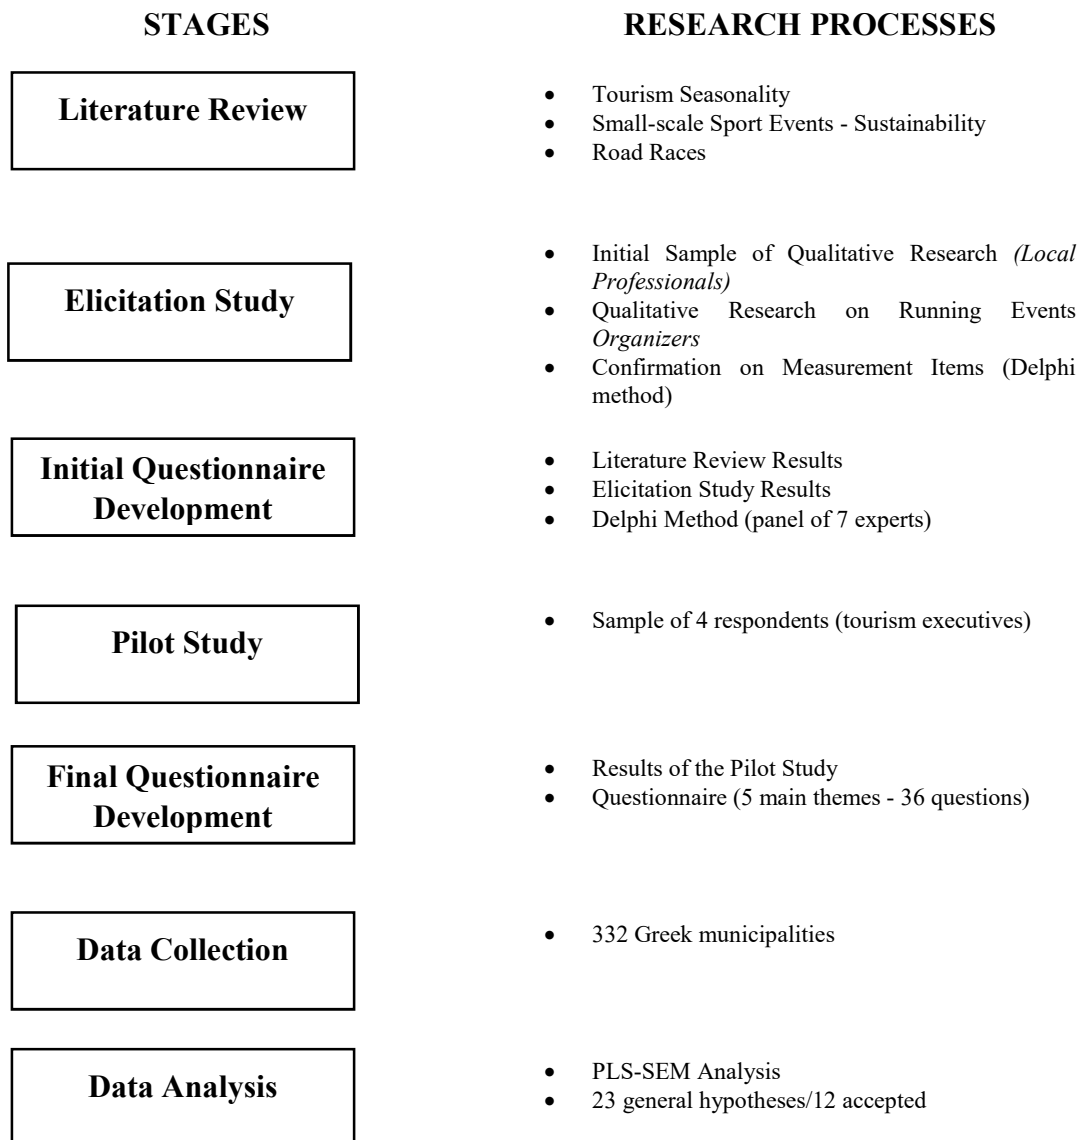 STAGES
RESEARCH PROCESSES
Literature Review
• Tourism Seasonality
• Small-scale Sport Events - Sustainability
• Road Races
Elicitation Study
• Initial Sample of Qualitative Research (Local
Professionals)
• Qualitative Research on Running Events
Organizers
• Confirmation on Measurement Items (Delphi
method)
Initial Questionnaire
Development
• Literature Review Results
• Elicitation Study Results
• Delphi Method (panel of 7 experts)
Pilot Study
• Sample of 4 respondents (tourism executives)
Final Questionnaire
Development
• Results of the Pilot Study
• Questionnaire (5 main themes - 36 questions)
Data Collection
• 332 Greek municipalities
Data Analysis
• PLS-SEM Analysis
• 23 general hypotheses/12 accepted